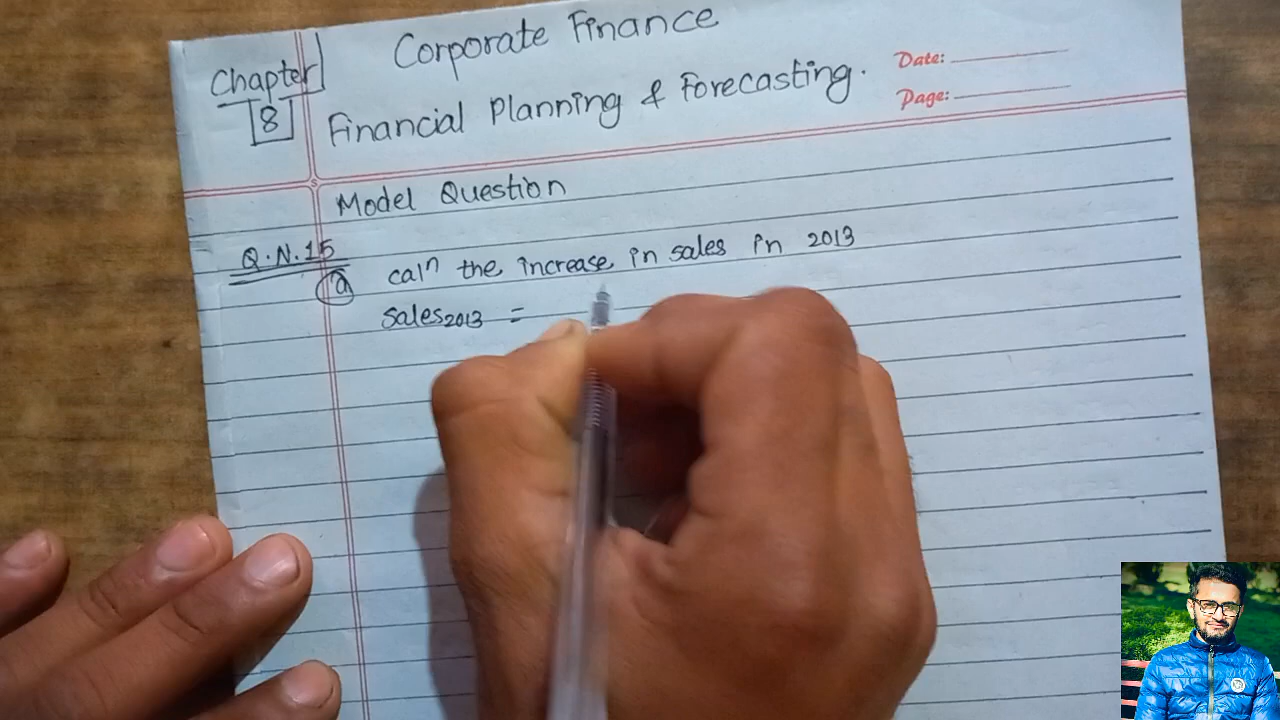 Corporate Finance
Chapter 8
Financial Planning & Forecasting.
Date:
Page:
Model Question
Q.N.15
a calⁿ the increase in sales in 2013
sales2013 =